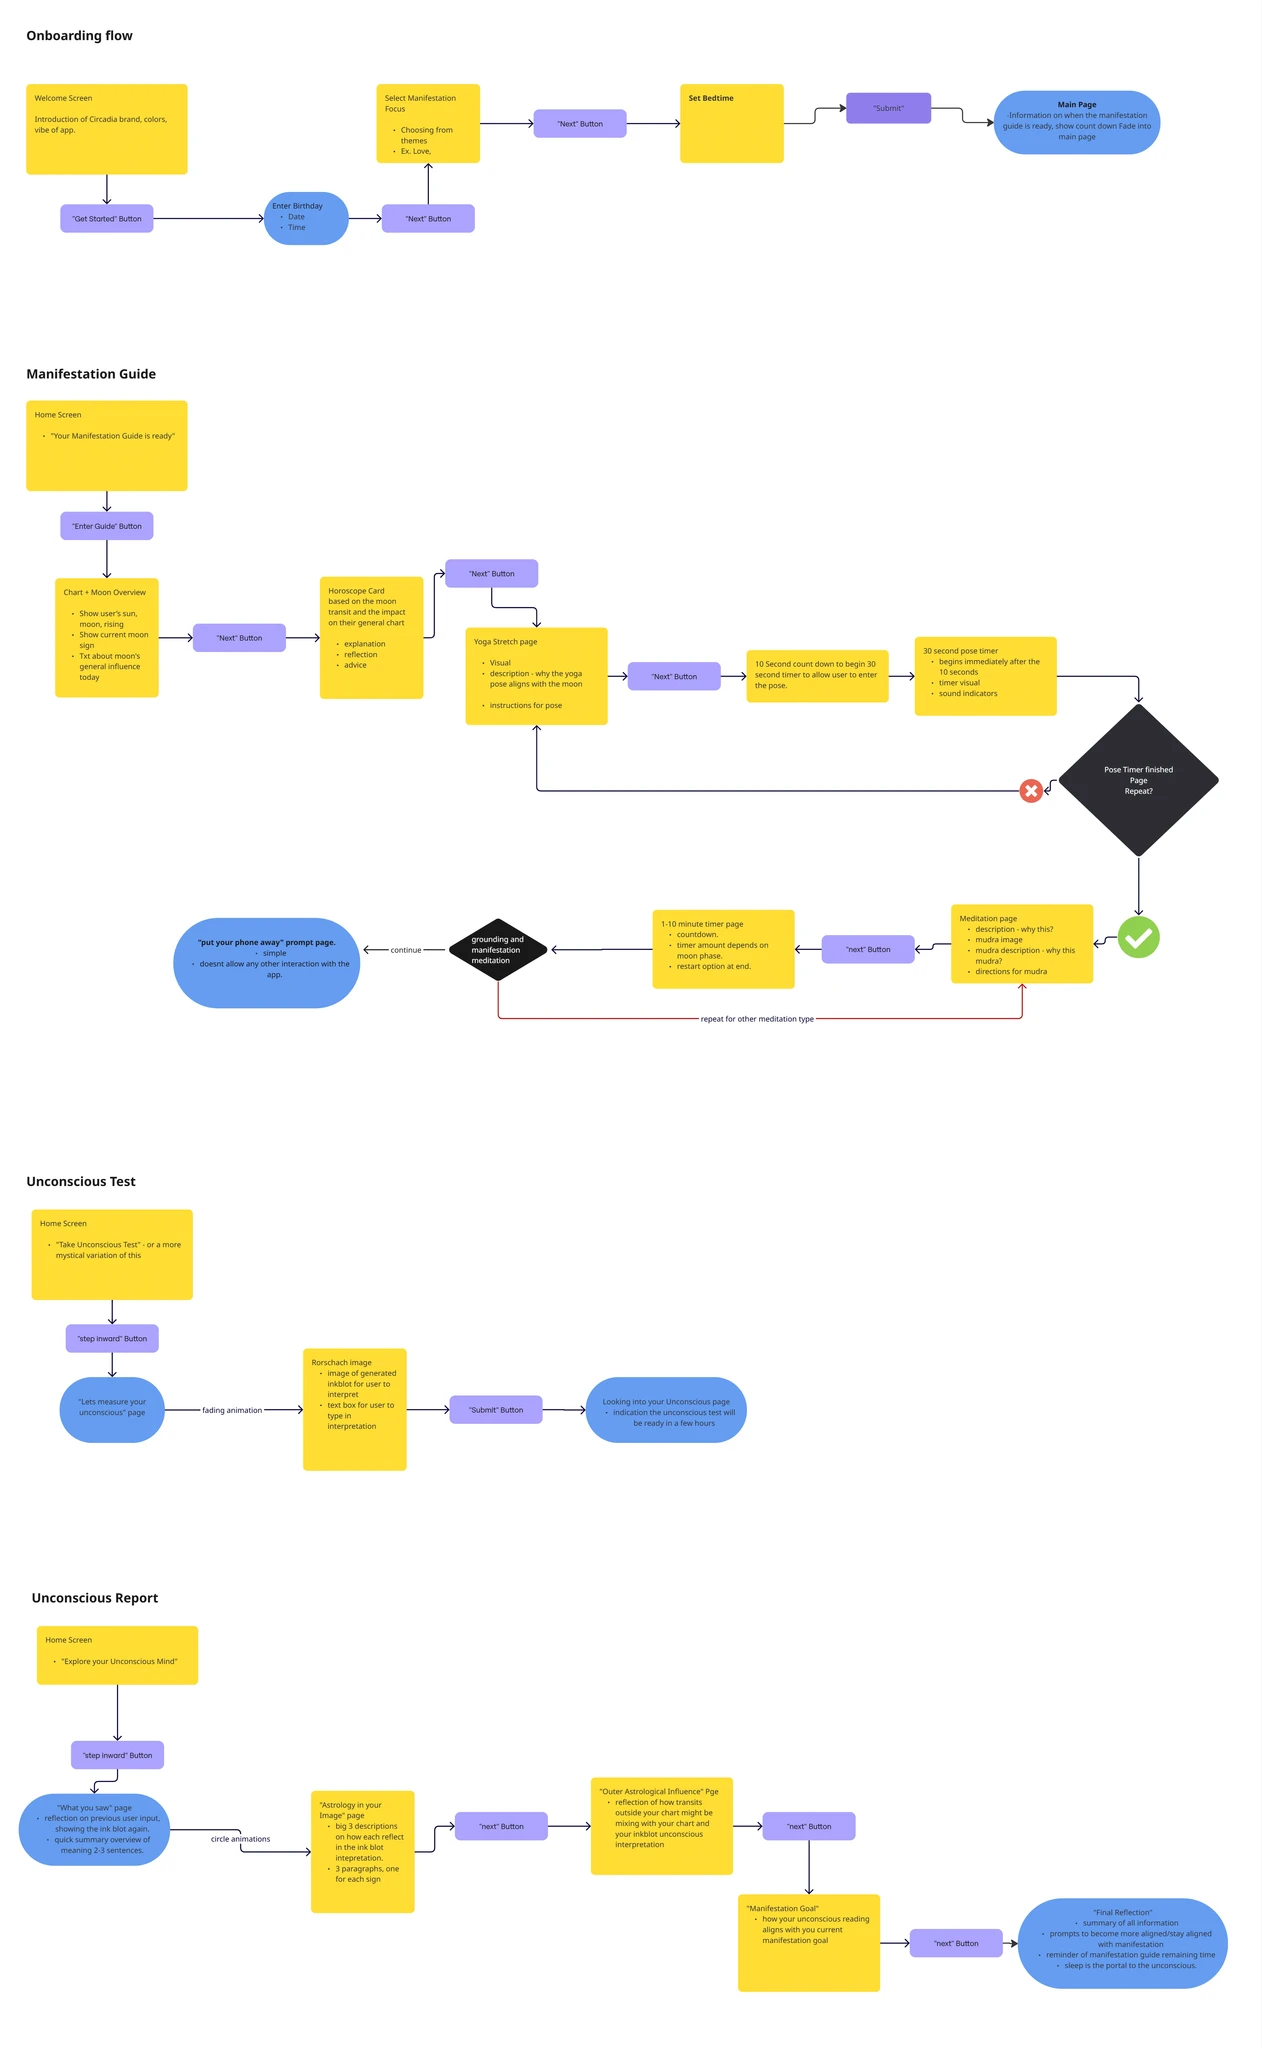 Onboarding flow
Welcome Screen
Introduction of Circadia brand, colors,
vibe of app.
"Get Started" Button
Enter Birthday
• Date
• Time
"Next" Button
Select Manifestation
Focus
• Choosing from
themes
• Ex. Love,
"Next" Button
Set Bedtime
"Submit"
Main Page
-Information on when the manifestation
guide is ready, show count down Fade into
main page
Manifestation Guide
Home Screen
• "Your Manifestation Guide is ready"
"Enter Guide" Button
Chart + Moon Overview
• Show user's sun,
moon, rising
• Show current moon
sign
• Txt about moon's
general influence
today
"Next" Button
Horoscope Card
based on the moon
transit and the impact
on their general chart
• explanation
• reflection
• advice
"Next" Button
Yoga Stretch page
• Visual
• description - why the yoga
pose aligns with the moon
• instructions for pose
"Next" Button
10 Second count down to begin 30
second timer to allow user to enter
the pose.
30 second pose timer
• begins immediately after the
10 seconds
• timer visual
• sound indicators
Pose Timer finished
Page
Repeat?
Meditation page
• description - why this?
• mudra image
• mudra description - why this
mudra?
• directions for mudra
"next" Button
1-10 minute timer page
• countdown.
• timer amount depends on
moon phase.
• restart option at end.
grounding and
manifestation
meditation
continue
"put your phone away" prompt page.
• simple
• doesnt allow any other interaction with the
app.
repeat for other meditation type
Unconscious Test
Home Screen
• "Take Unconscious Test" - or a more
mystical variation of this
"step inward" Button
"Lets measure your
unconscious" page
fading animation
Rorschach image
• image of generated
inkblot for user to
interpret
• text box for user to
type in
interpretation
"Submit" Button
Looking into your Unconscious page
• indication the unconscious test will
be ready in a few hours
Unconscious Report
Home Screen
• "Explore your Unconscious Mind"
"step inward" Button
"What you saw" page
• reflection on previous user input,
showing the ink blot again.
• quick summary overview of
meaning 2-3 sentences.
circle animations
"Astrology in your
Image" page
• big 3 descriptions
on how each reflect
in the ink blot
intepretation.
• 3 paragraphs, one
for each sign
"next" Button
"Outer Astrological Influence" Pge
• reflection of how transits
outside your chart might be
mixing with your chart and
your inkblot unconscious
inerpretation
"next" Button
"Manifestation Goal"
• how your unconscious reading
aligns with you current
manifestation goal
"next" Button
"Final Reflection"
• summary of all information
• prompts to become more aligned/stay aligned
with manifestation
• reminder of manifestation guide remaining time
• sleep is the portal to the unconscious.